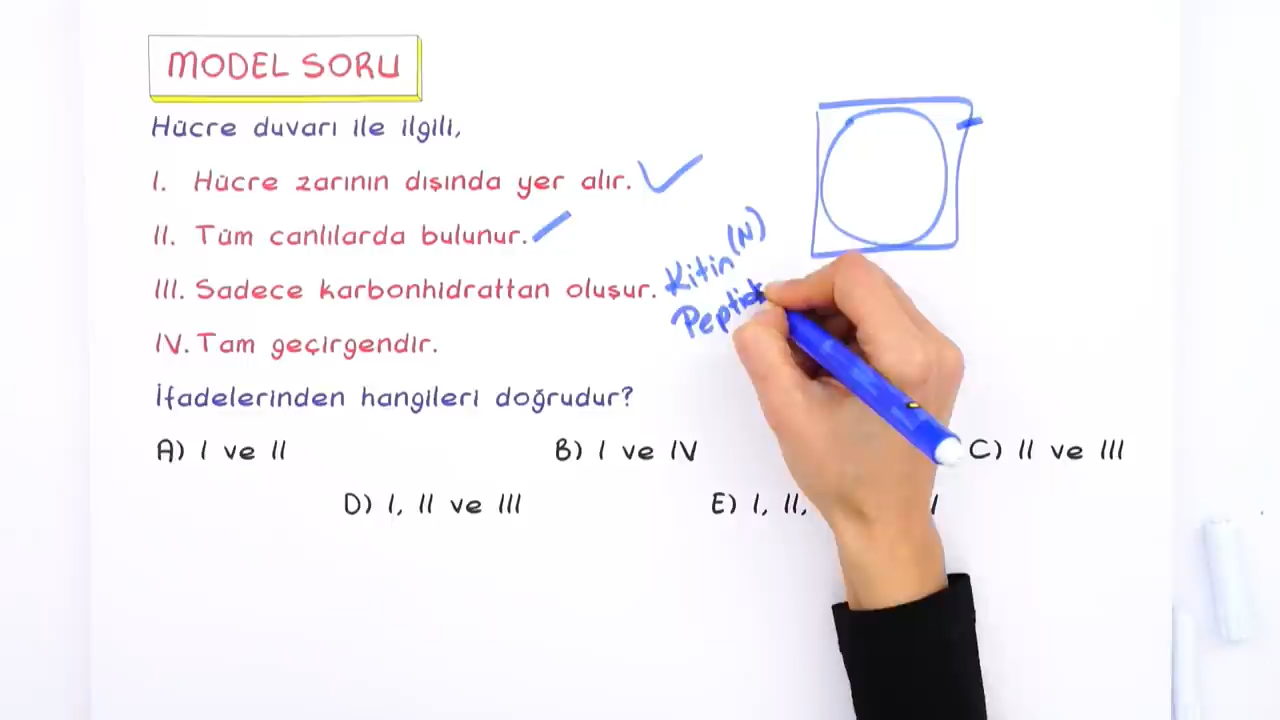 MODEL SORU
Hücre duvarı ile ilgili,
I. Hücre zarının dışında yer alır.
II. Tüm canlılarda bulunur.
III. Sadece karbonhidrattan oluşur.
Kitin (N)
IV. Tam geçirgendir.
İfadelerinden hangileri doğrudur?
A) I ve II
B) I ve IV
C) II ve III
D) I, II ve III
E) I, II,